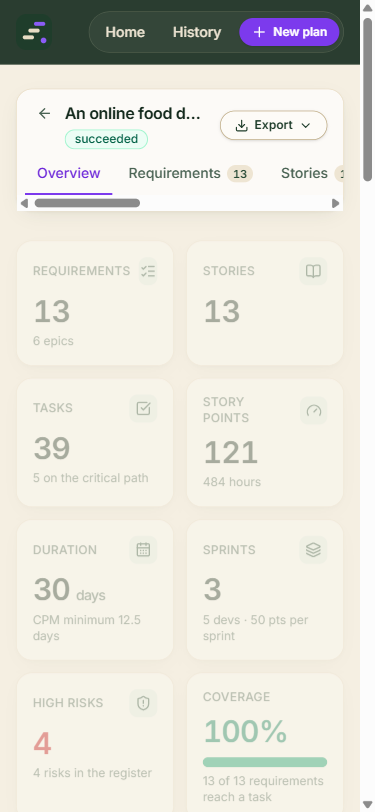 Home History + New plan
An online food d...
succeeded
Export
Overview Requirements 13 Stories
REQUIREMENTS
13
6 epics
STORIES
13
TASKS
39
5 on the critical path
STORY
POINTS
121
484 hours
DURATION
30 days
CPM minimum 12.5
days
SPRINTS
3
5 devs · 50 pts per
sprint
HIGH RISKS
4
4 risks in the register
COVERAGE
100%
13 of 13 requirements
reach a task